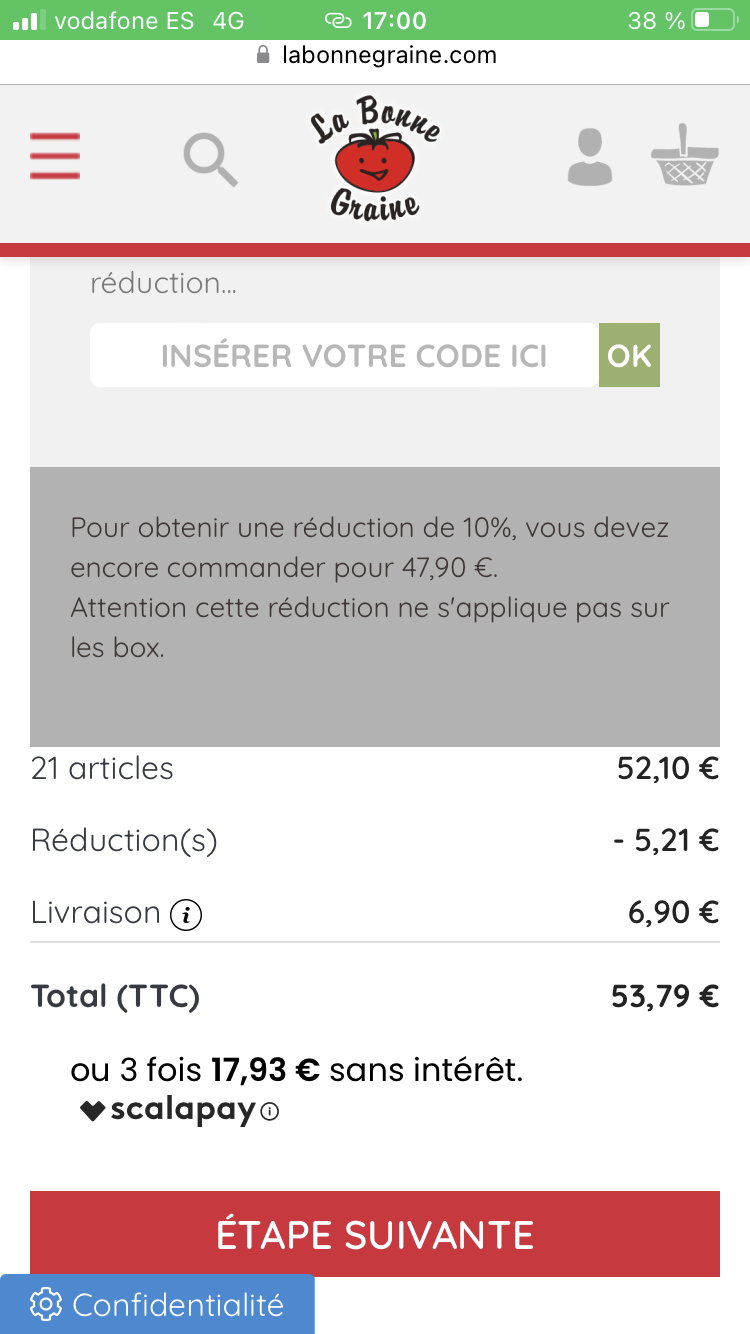 vodafone ES 4G 17:00 38 %
labonnegraine.com
La Bonne
Graine
réduction...
INSÉRER VOTRE CODE ICI OK
Pour obtenir une réduction de 10%, vous devez
encore commander pour 47,90 €.
Attention cette réduction ne s'applique pas sur
les box.
21 articles 52,10 €
Réduction(s) - 5,21 €
Livraison i 6,90 €
Total (TTC) 53,79 €
ou 3 fois 17,93 € sans intérêt.
scalapay i
ÉTAPE SUIVANTE
Confidentialité